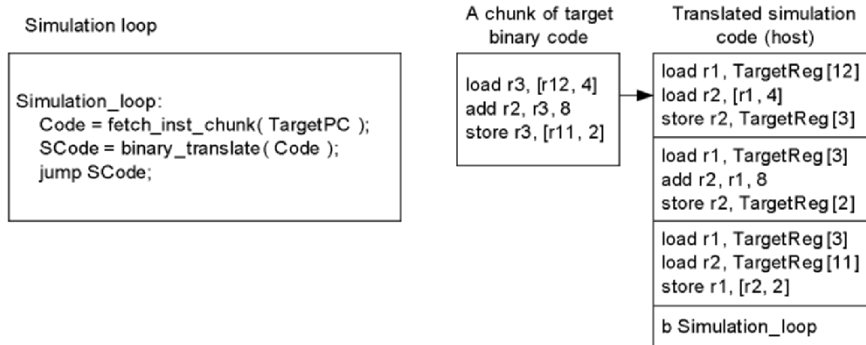 Simulation loop
Simulation_loop:
Code = fetch_inst_chunk( TargetPC );
SCode = binary_translate( Code );
jump SCode;
A chunk of target
binary code
load r3, [r12, 4]
add r2, r3, 8
store r3, [r11, 2]
Translated simulation
code (host)
load r1, TargetReg[12]
load r2, [r1, 4]
store r2, TargetReg[3]
load r1, TargetReg[3]
add r2, r1, 8
store r2, TargetReg[2]
load r1, TargetReg[3]
load r2, TargetReg[11]
store r1, [r2, 2]
b Simulation_loop